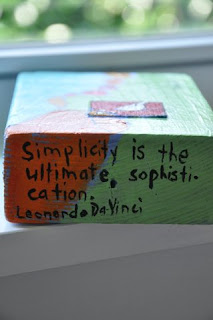 Simplicity is the
ultimate, sophisti-
cation.
Leonardo DaVinci